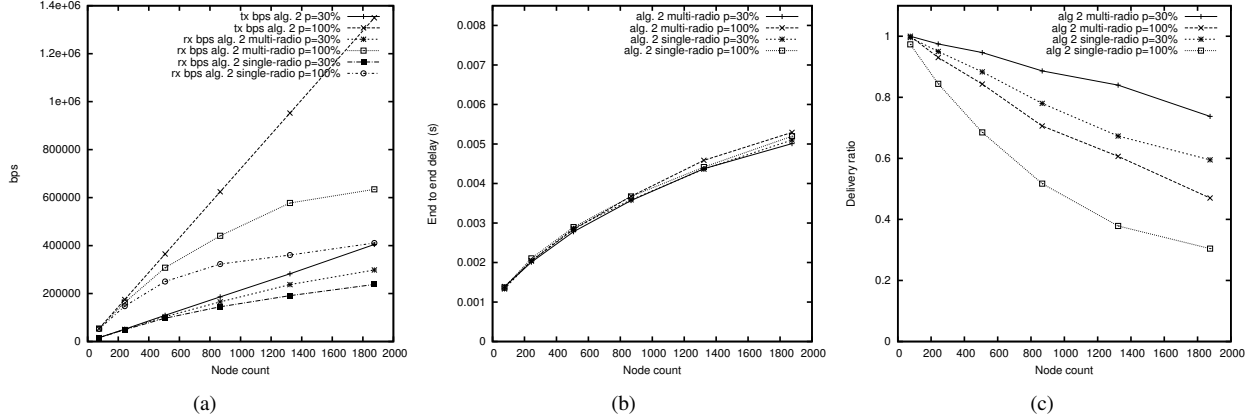 1.4e+06
1.2e+06
1e+06
800000
600000
400000
200000
0
bps
0 200 400 600 800 1000 1200 1400 1600 1800 2000
Node count
tx bps alg. 2 p=30%
tx bps alg. 2 p=100%
rx bps alg. 2 multi-radio p=30%
rx bps alg. 2 multi-radio p=100%
rx bps alg. 2 single-radio p=30%
rx bps alg. 2 single-radio p=100%
(a)
0.008
0.007
0.006
0.005
0.004
0.003
0.002
0.001
0
End to end delay (s)
0 200 400 600 800 1000 1200 1400 1600 1800 2000
Node count
alg. 2 multi-radio p=30%
alg. 2 multi-radio p=100%
alg. 2 single-radio p=30%
alg. 2 single-radio p=100%
(b)
1
0.8
0.6
0.4
0.2
0
Delivery ratio
0 200 400 600 800 1000 1200 1400 1600 1800 2000
Node count
alg 2 multi-radio p=30%
alg 2 multi-radio p=100%
alg 2 single-radio p=30%
alg 2 single-radio p=100%
(c)